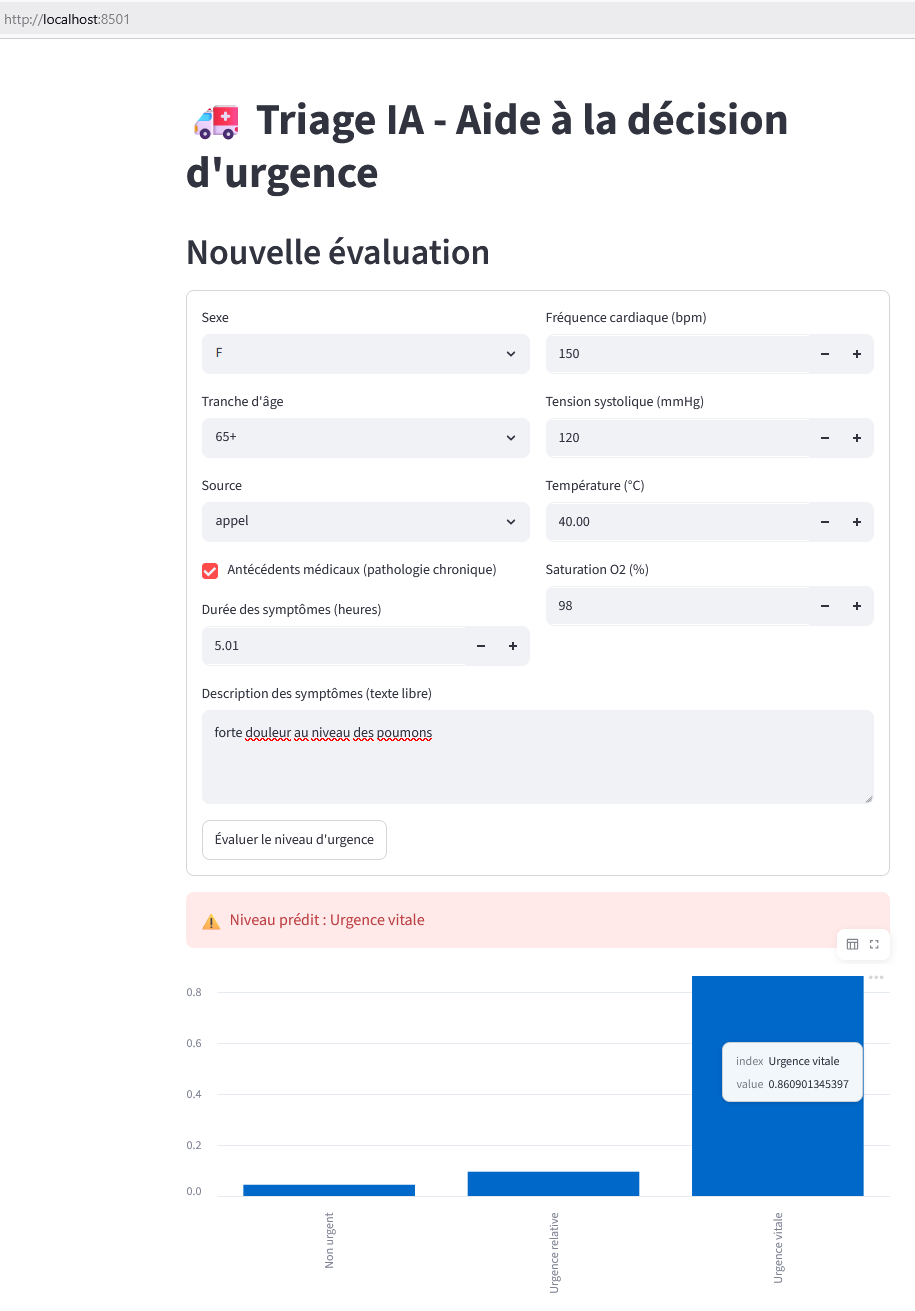 http://localhost:8501
🚑 Triage IA - Aide à la décision
d'urgence
Nouvelle évaluation
Sexe
F
Tranche d'âge
65+
Source
appel
Antécédents médicaux (pathologie chronique)
Durée des symptômes (heures)
5.01
Fréquence cardiaque (bpm)
150
Tension systolique (mmHg)
120
Température (°C)
40.00
Saturation O2 (%)
98
Description des symptômes (texte libre)
forte douleur au niveau des poumons
Évaluer le niveau d'urgence
⚠️ Niveau prédit : Urgence vitale
0.8
0.6
0.4
0.2
0.0
index Urgence vitale
value 0.860901345397
Non urgent
Urgence relative
Urgence vitale